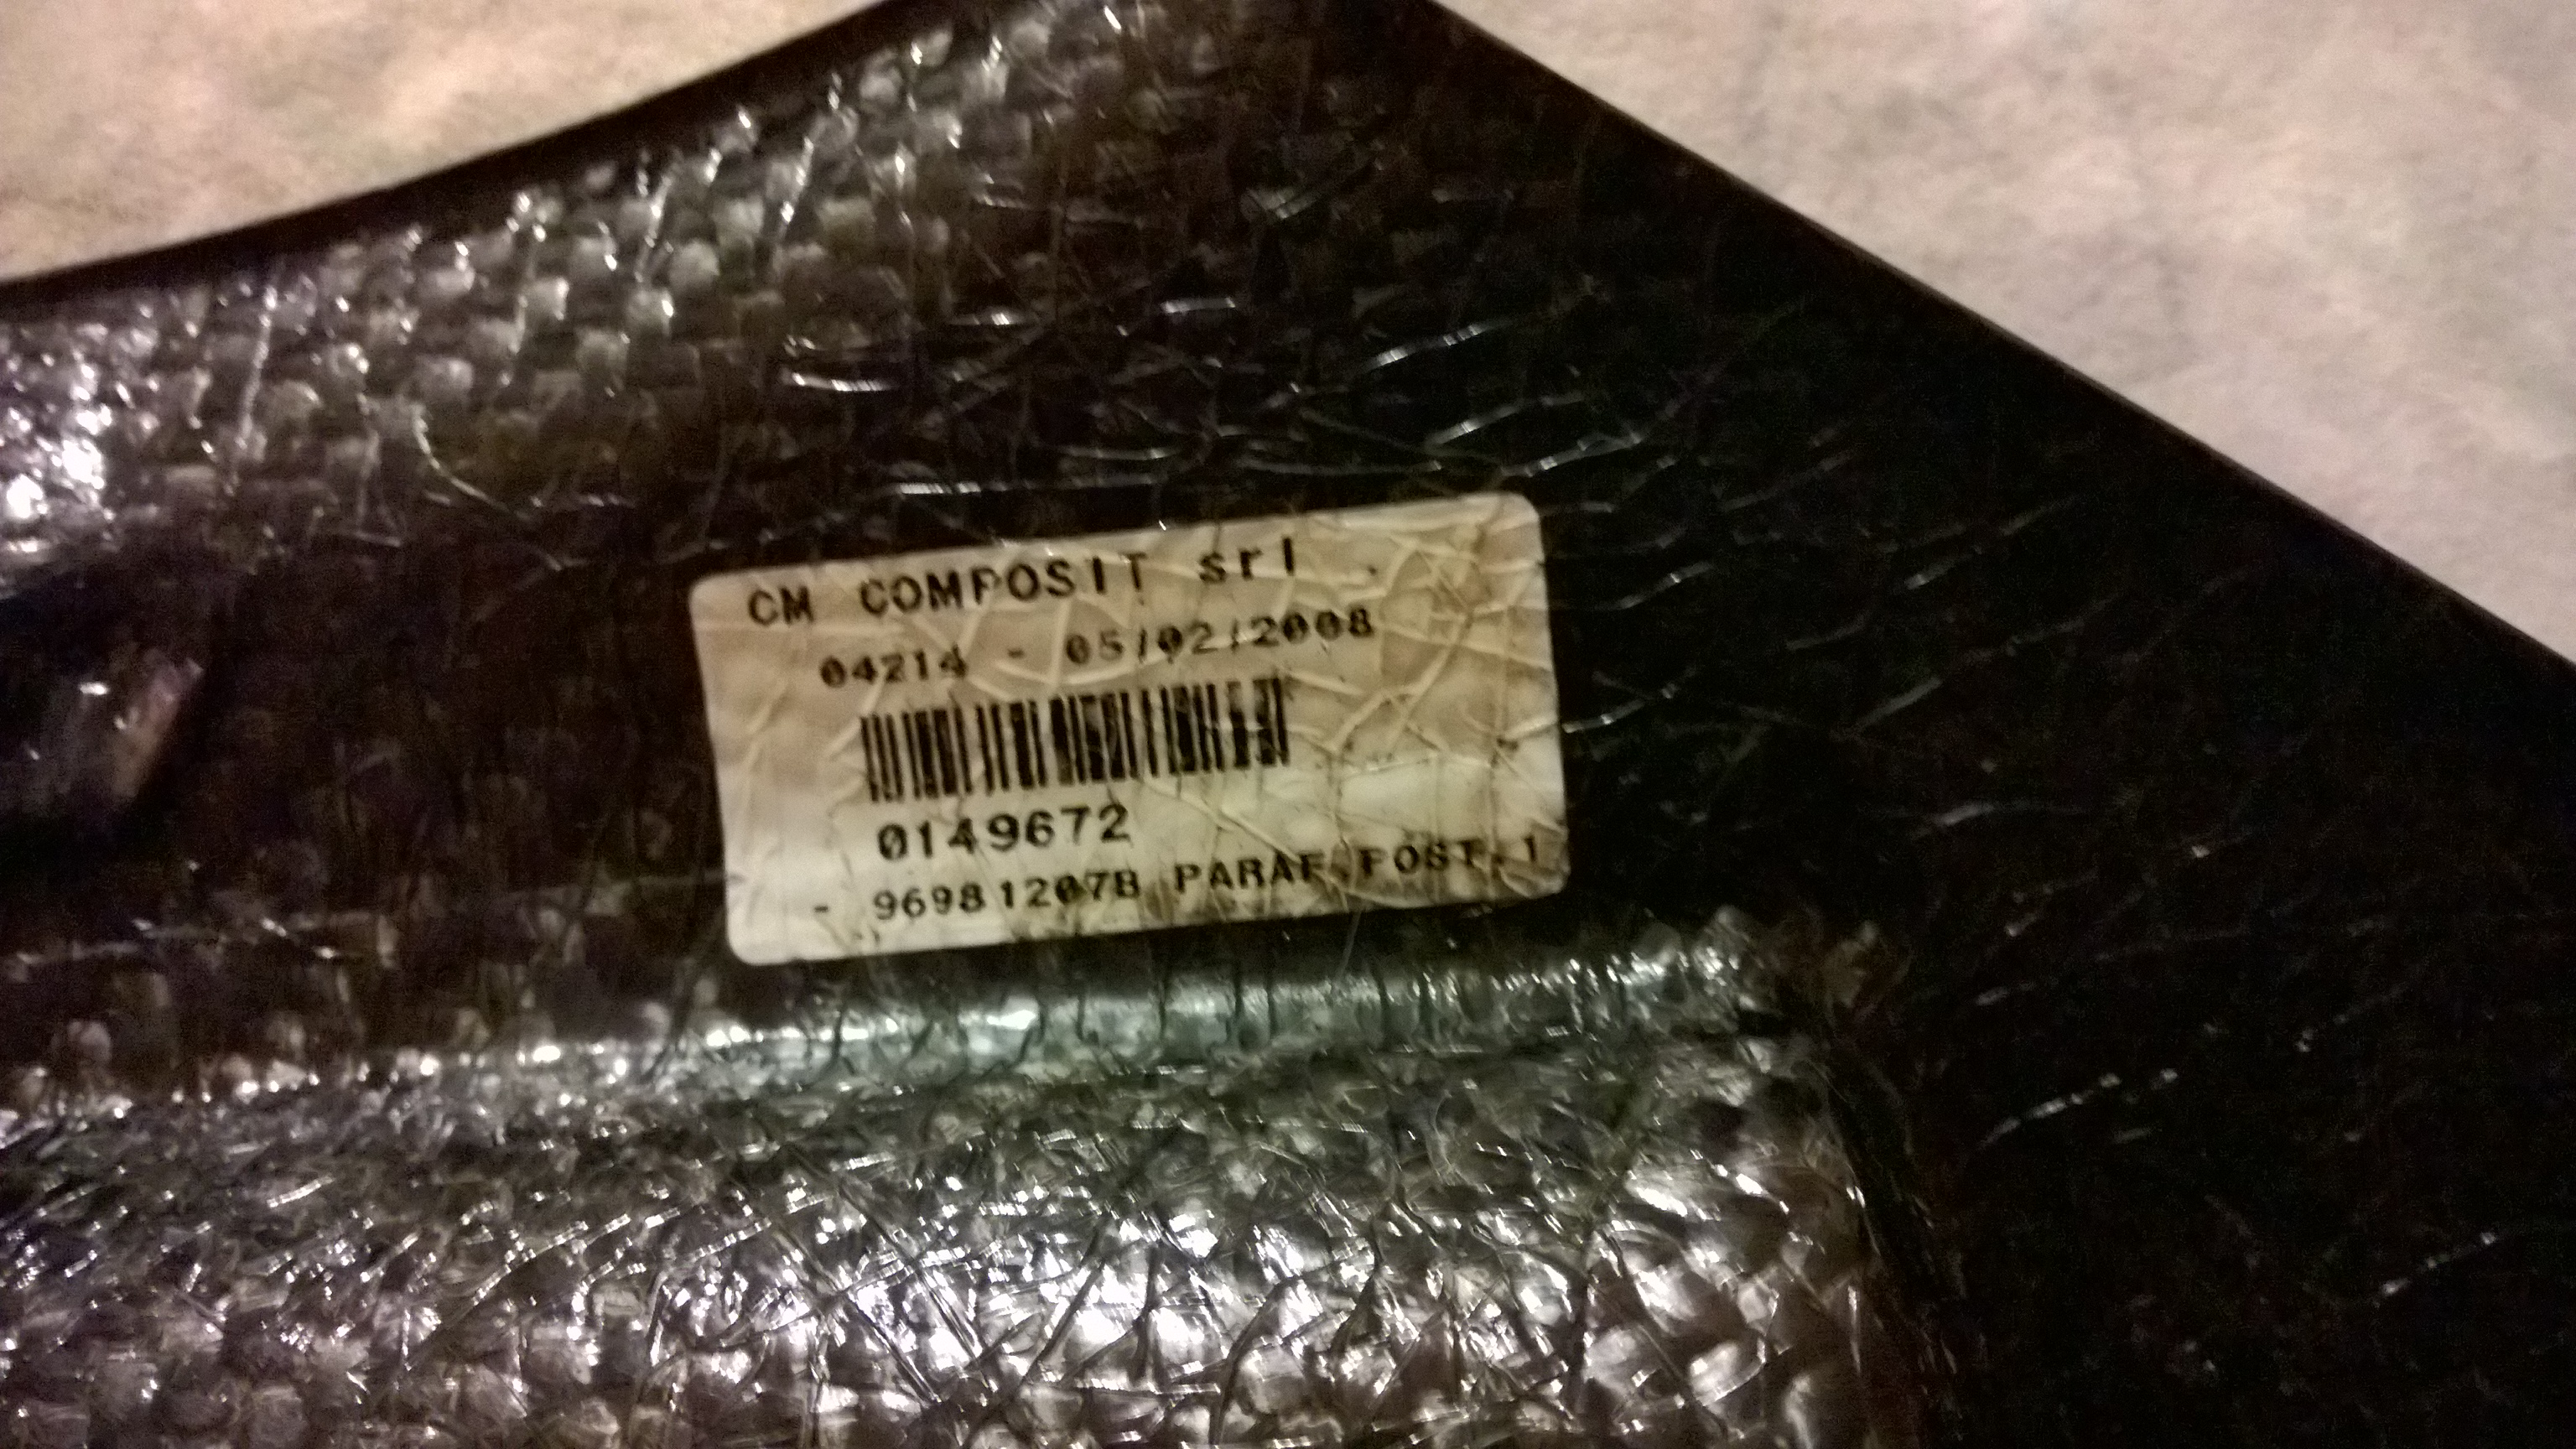 CM COMPOSIT srl
04214 - 05/02/2008
0149672
- 96981207B PARAF.POST.1